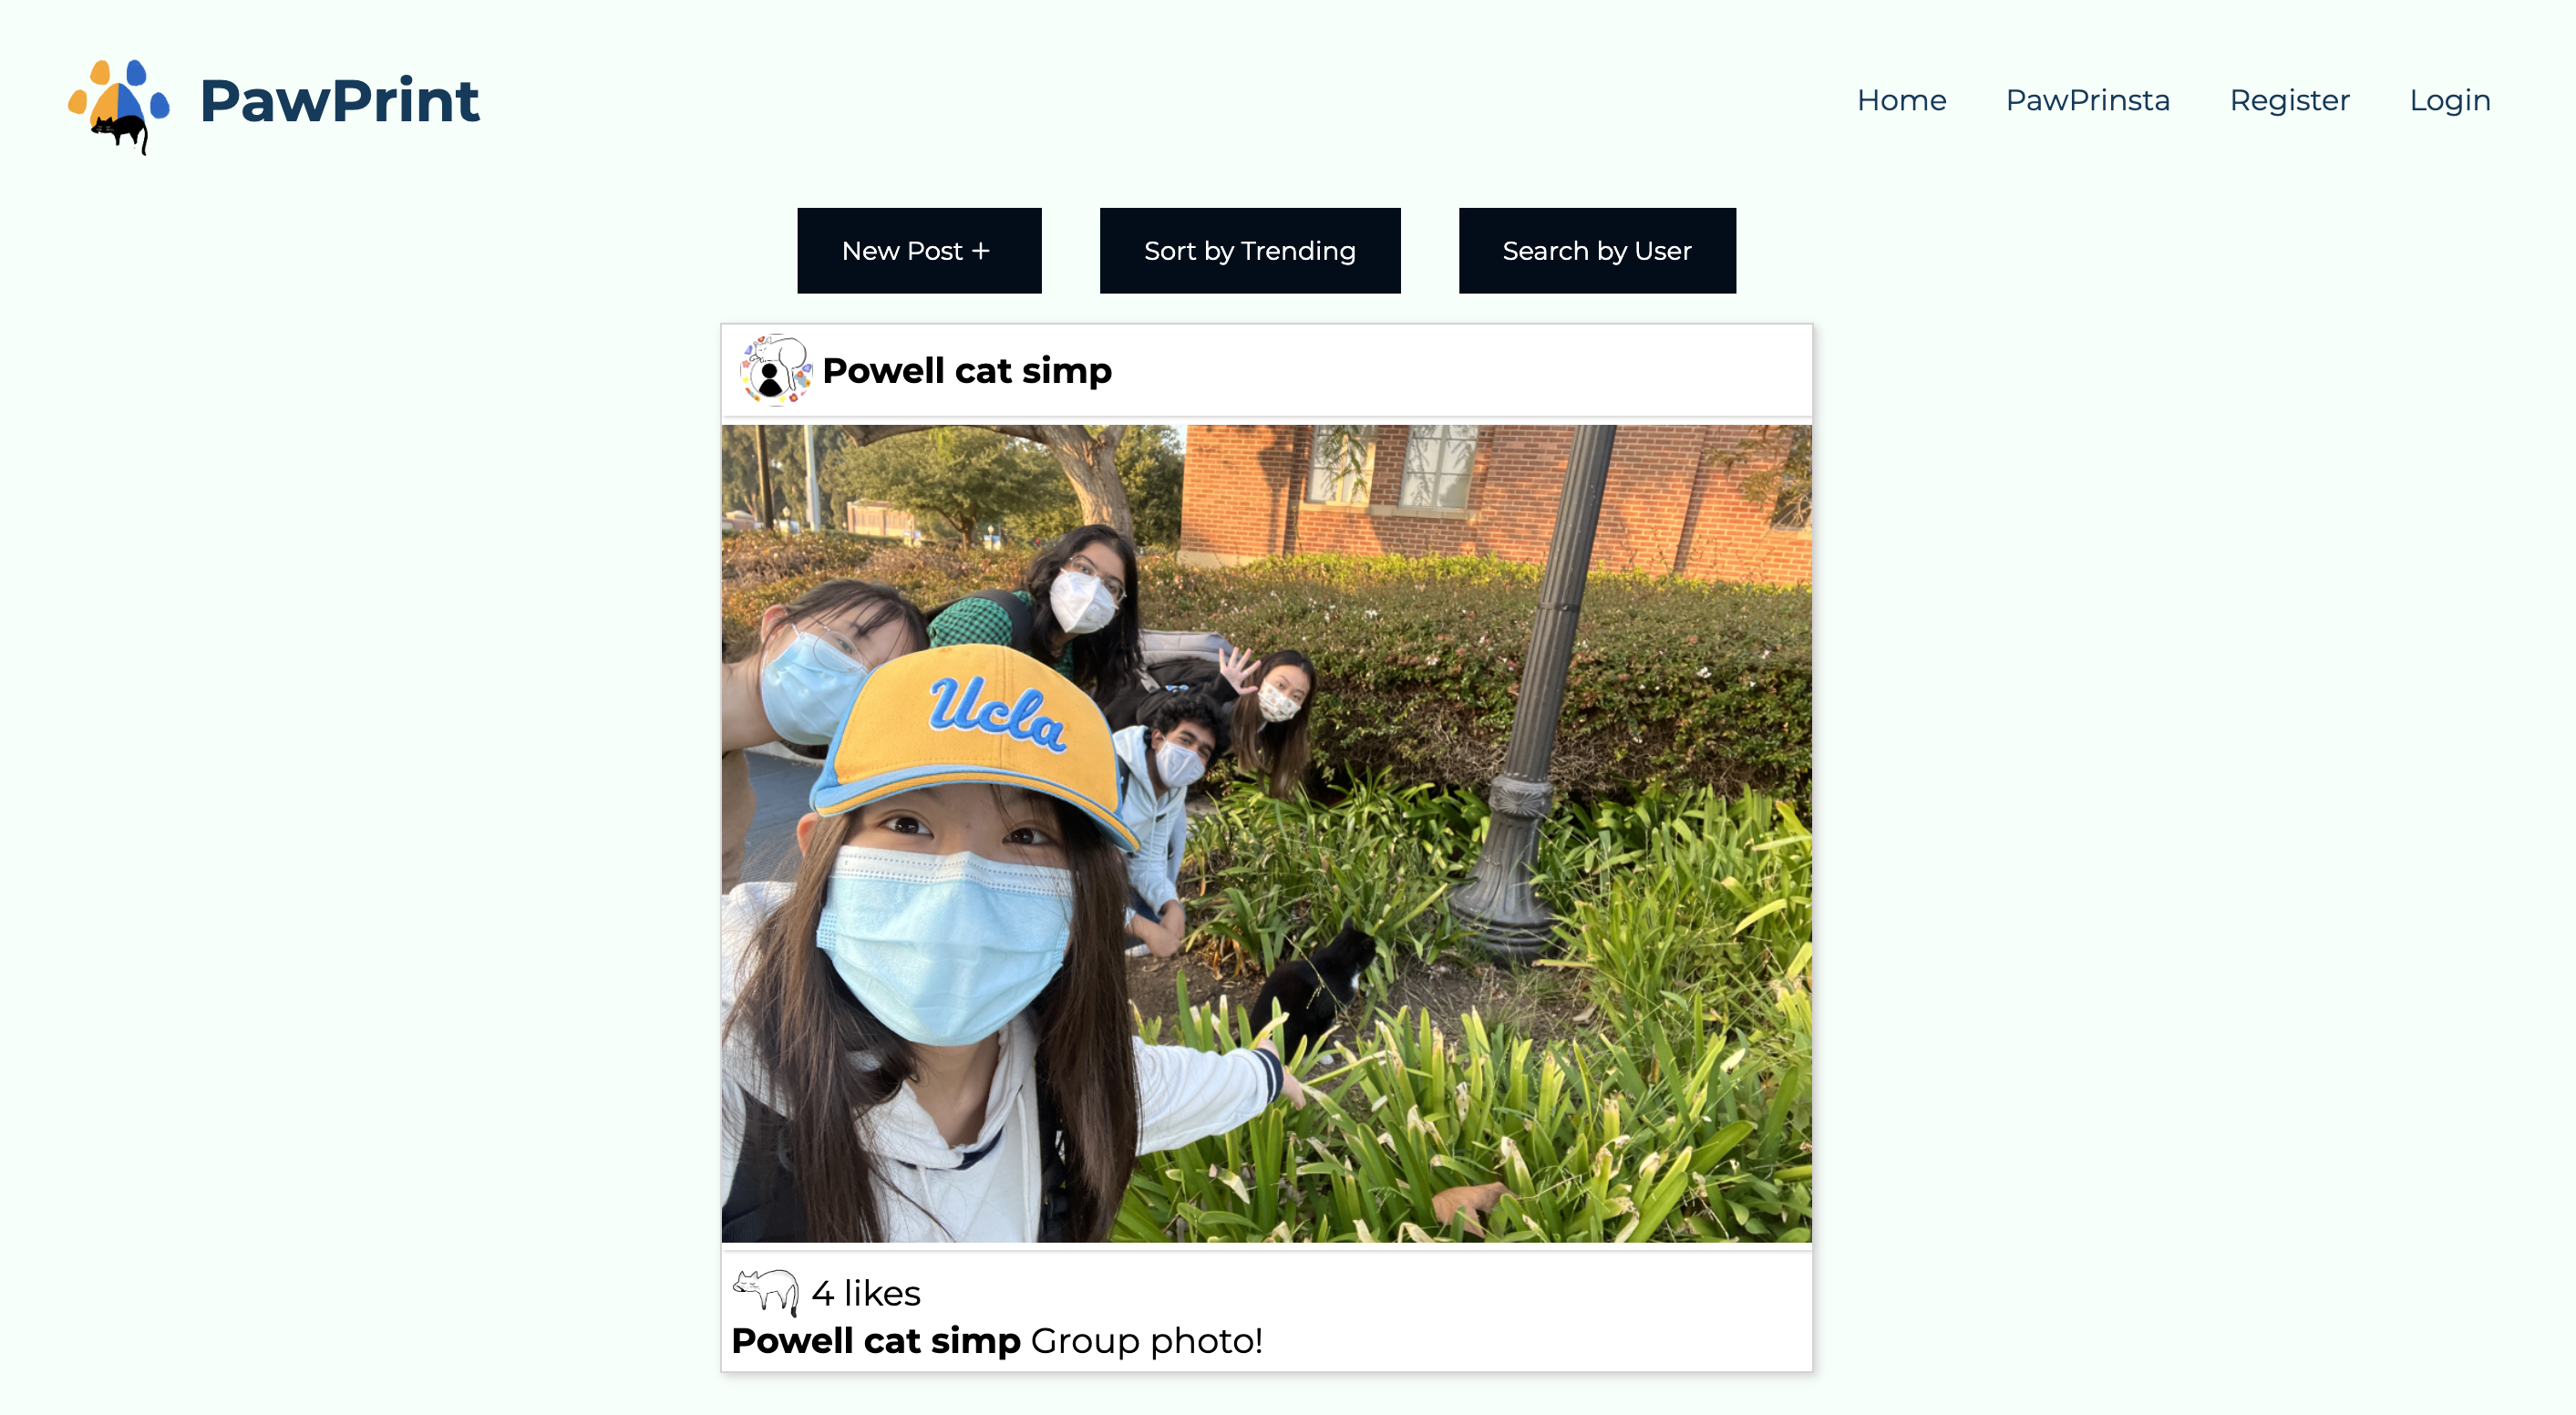 PawPrint
Home PawPrinsta Register Login
New Post + Sort by Trending Search by User
Powell cat simp
Ucla
4 likes
Powell cat simp Group photo!